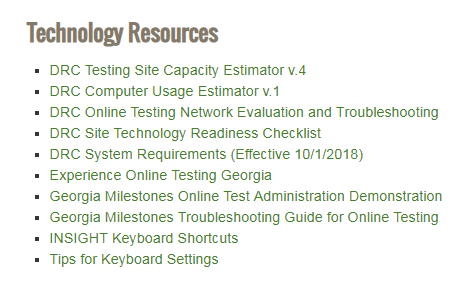 Technology Resources
DRC Testing Site Capacity Estimator v.4
DRC Computer Usage Estimator v.1
DRC Online Testing Network Evaluation and Troubleshooting
DRC Site Technology Readiness Checklist
DRC System Requirements (Effective 10/1/2018)
Experience Online Testing Georgia
Georgia Milestones Online Test Administration Demonstration
Georgia Milestones Troubleshooting Guide for Online Testing
INSIGHT Keyboard Shortcuts
Tips for Keyboard Settings